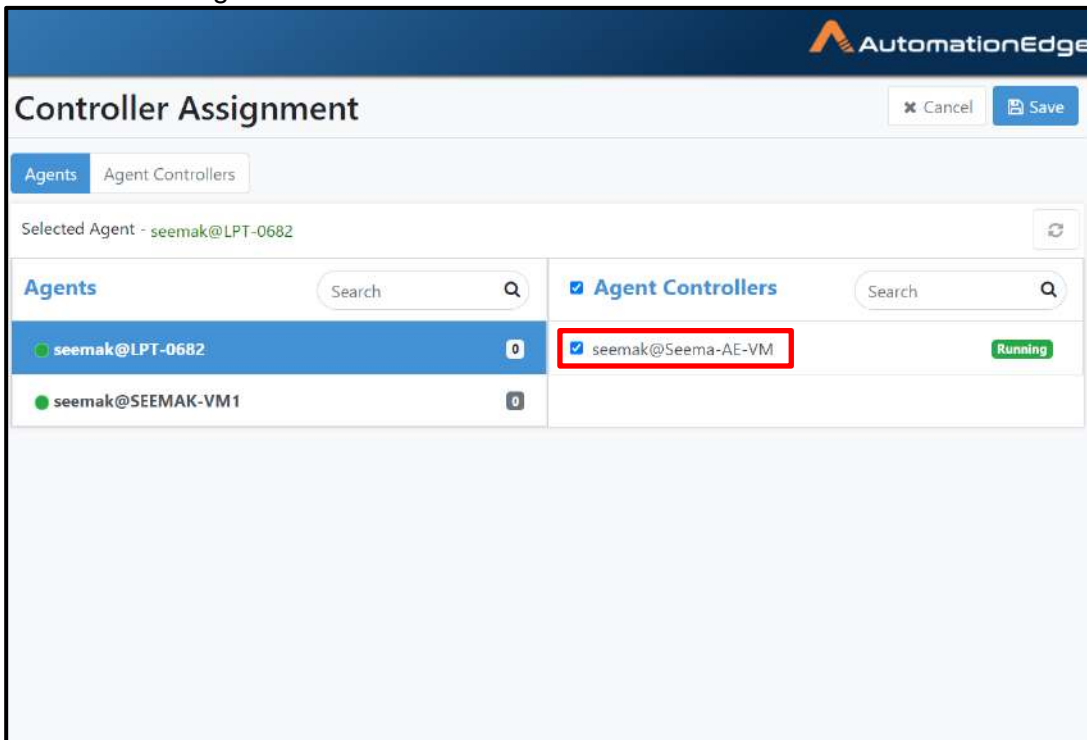 AutomationEdge
Controller Assignment
Cancel
Save
Agents
Agent Controllers
Selected Agent - seemak@LPT-0682
Agents
Search
Agent Controllers
Search
seemak@LPT-0682
0
seemak@Seema-AE-VM
Running
seemak@SEEMAK-VM1
0